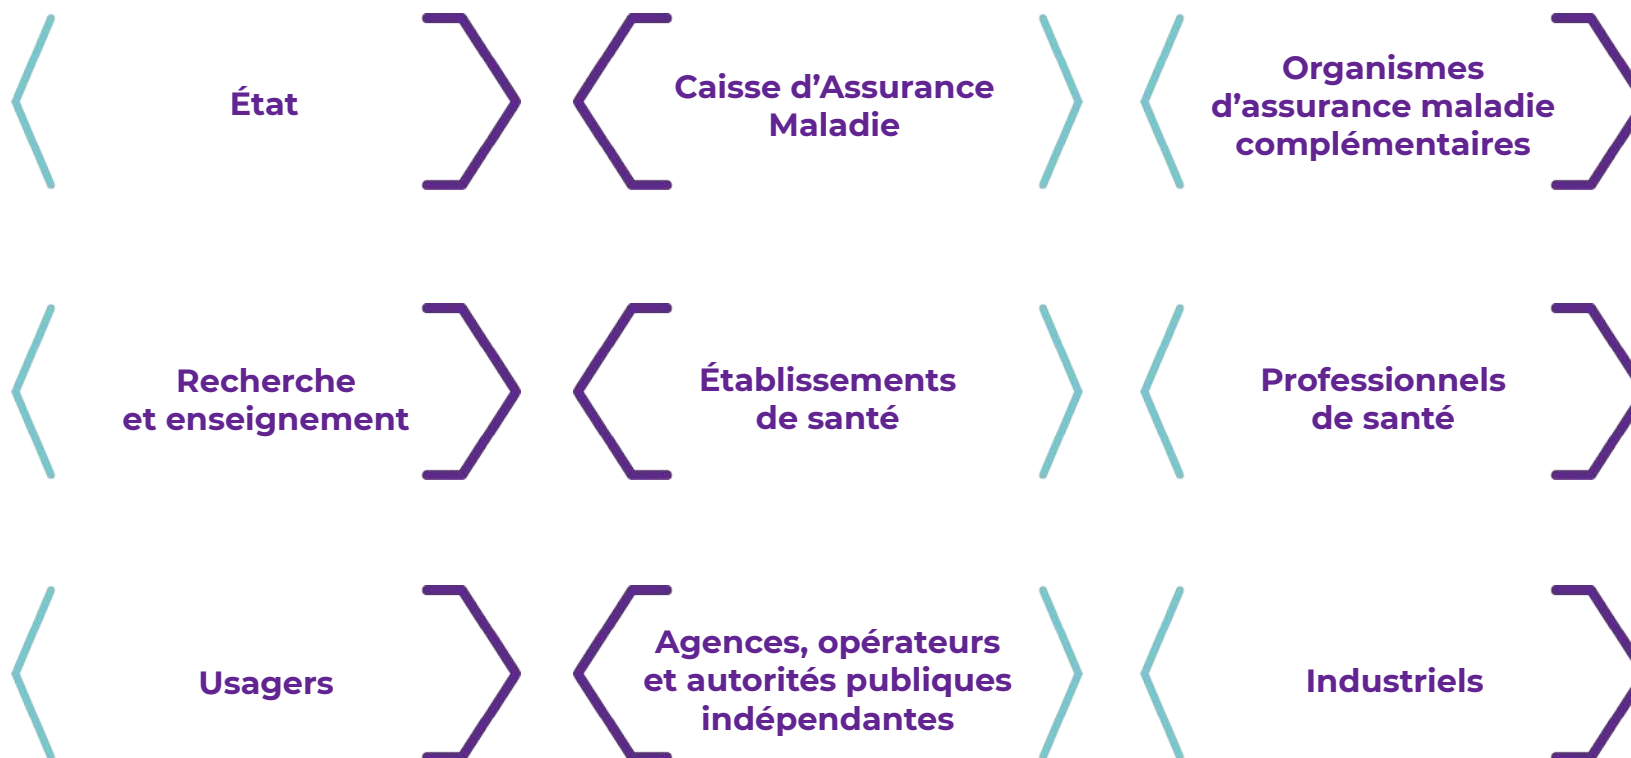 État
Caisse d’Assurance
Maladie
Organismes
d’assurance maladie
complémentaires
Recherche
et enseignement
Établissements
de santé
Professionnels
de santé
Usagers
Agences, opérateurs
et autorités publiques
indépendantes
Industriels